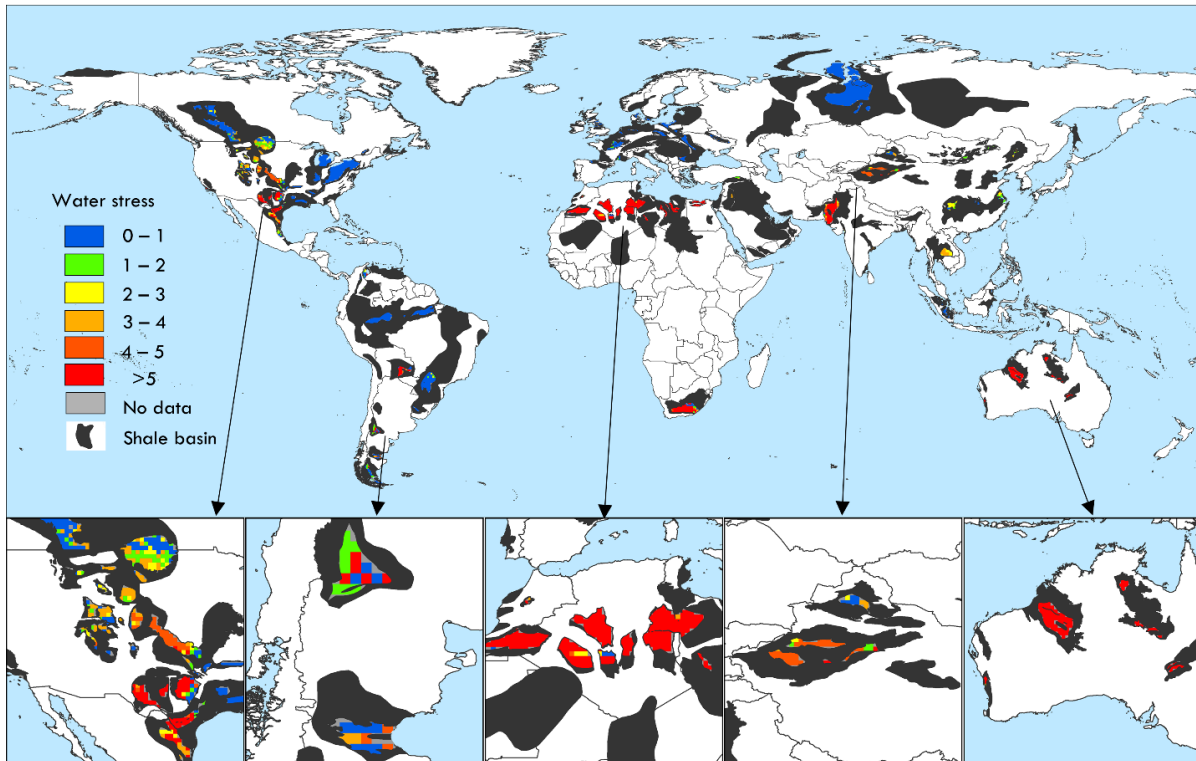 Water stress
0 – 1
1 – 2
2 – 3
3 – 4
4 – 5
>5
No data
Shale basin